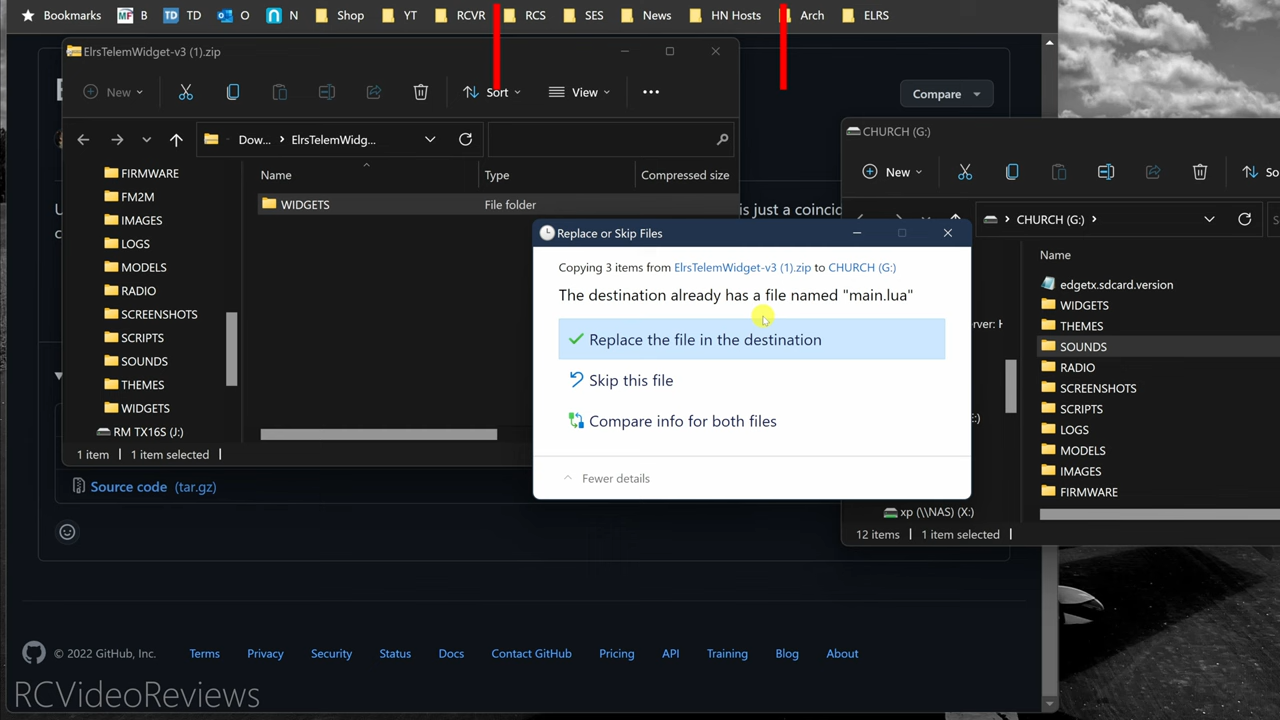 Bookmarks B TD TD O N Shop YT RCVR RCS SES News HN Hosts Arch ELRS
ElrsTelemWidget-v3 (1).zip
New Sort View
Compare
Dow... ElrsTelemWidg...
CHURCH (G:)
New So
Name Type Compressed size
WIDGETS File folder
FIRMWARE
FM2M
IMAGES
LOGS
MODELS
RADIO
SCREENSHOTS
SCRIPTS
SOUNDS
THEMES
WIDGETS
RM TX16S (J:)
1 item 1 item selected
is just a coincid
CHURCH (G:)
Name
edgetx.sdcard.version
WIDGETS
THEMES
SOUNDS
RADIO
SCREENSHOTS
SCRIPTS
LOGS
MODELS
IMAGES
FIRMWARE
xp (\\NAS) (X:)
12 items 1 item selected
Replace or Skip Files
Copying 3 items from ElrsTelemWidget-v3 (1).zip to CHURCH (G:)
The destination already has a file named "main.lua"
Replace the file in the destination
Skip this file
Compare info for both files
Fewer details
Source code (tar.gz)
© 2022 GitHub, Inc. Terms Privacy Security Status Docs Contact GitHub Pricing API Training Blog About
RCVideoReviews